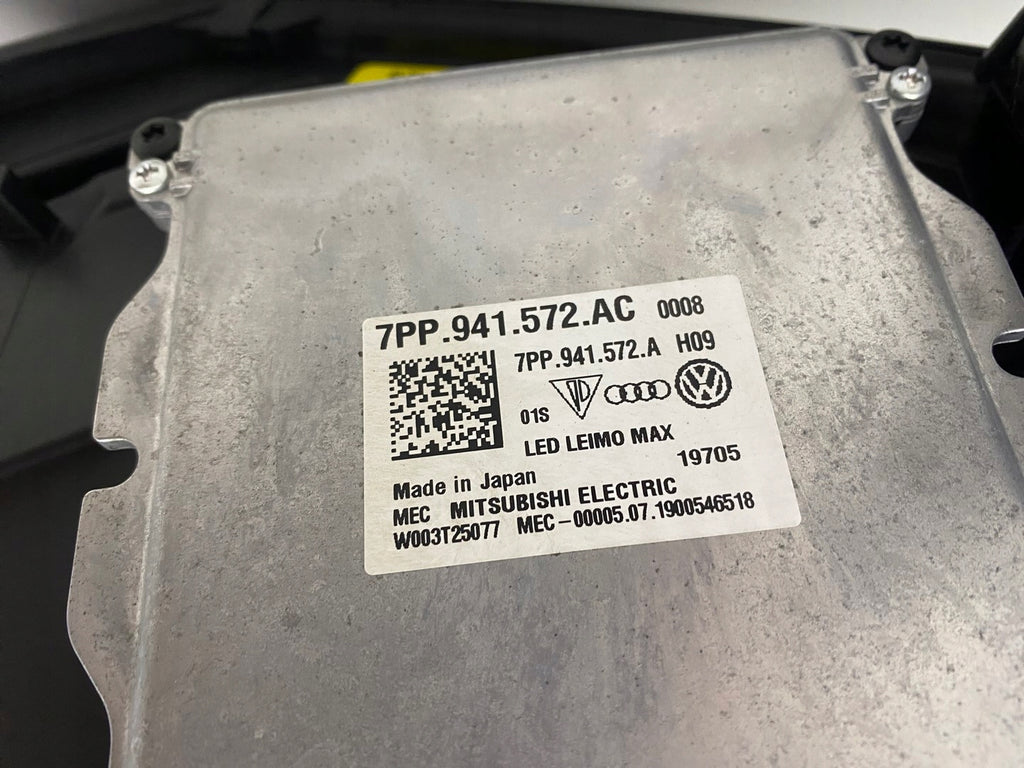 7PP.941.572.AC 0008
7PP.941.572.A H09
01S
LED LEIMO MAX
19705
Made in Japan
MEC MITSUBISHI ELECTRIC
W003T25077 MEC-00005.07.1900546518